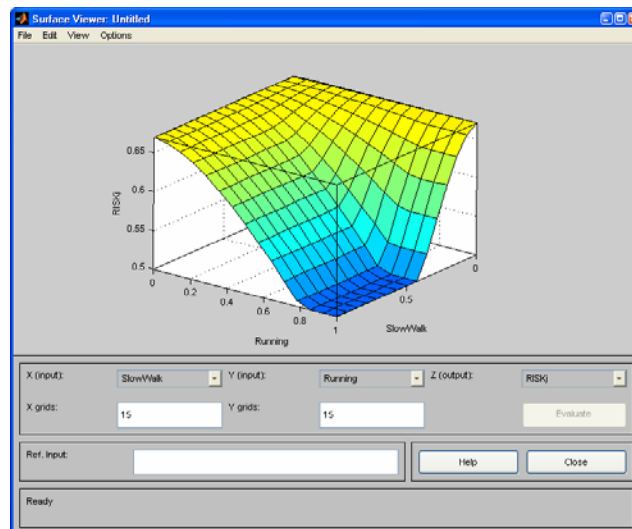 Surface Viewer: Untitled
File Edit View Options
0.65
0.6
0.55
0.5
RISKj
0
0.2
0.4
0.6
0.8
1
Running
0
0.5
SlowWalk
X (input): SlowWalk Y (input): Running Z (output): RISKj
X grids: 15 Y grids: 15 Evaluate
Ref. Input: Help Close
Ready